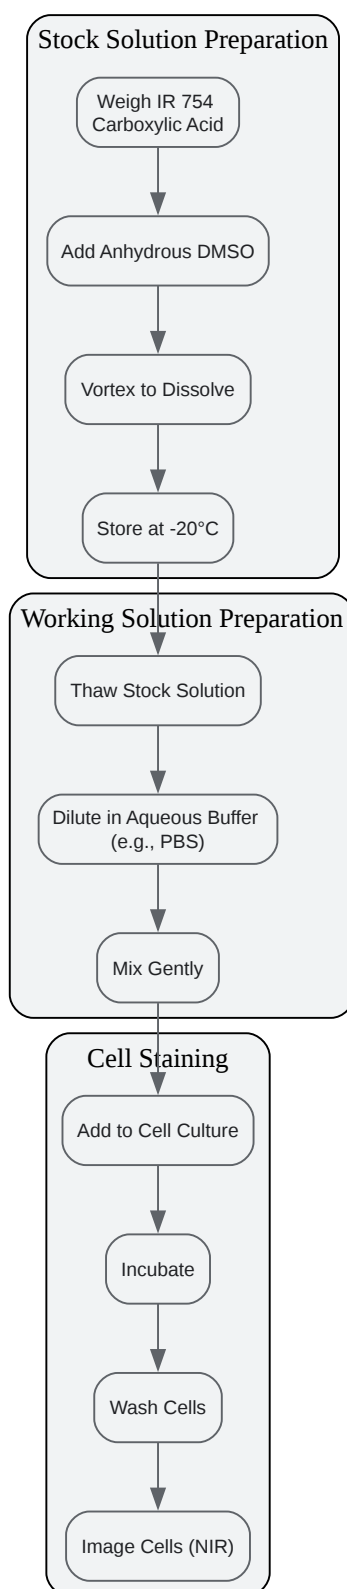 Stock Solution Preparation
Weigh IR 754
Carboxylic Acid
Add Anhydrous DMSO
Vortex to Dissolve
Store at -20°C
Working Solution Preparation
Thaw Stock Solution
Dilute in Aqueous Buffer
(e.g., PBS)
Mix Gently
Cell Staining
Add to Cell Culture
Incubate
Wash Cells
Image Cells (NIR)